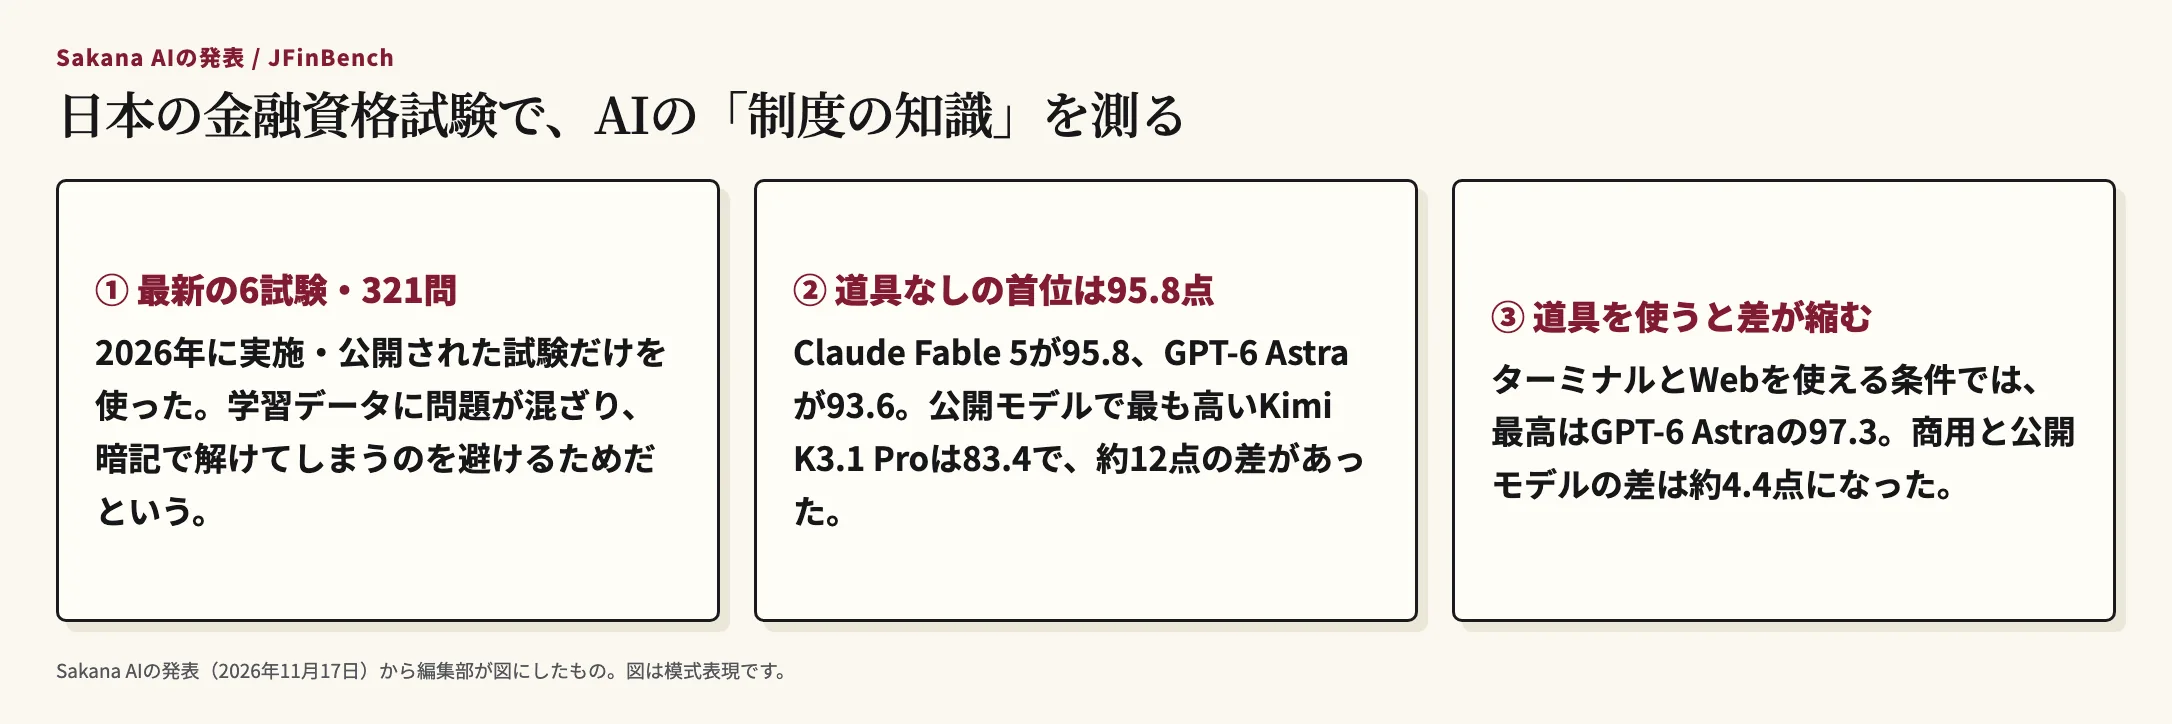 Sakana AIの発表 / JFinBench
日本の金融資格試験で、AIの「制度の知識」を測る
① 最新の6試験・321問
2026年に実施・公開された試験だけを
使った。学習データに問題が混ざり、
暗記で解けてしまうのを避けるためだ
という。
② 道具なしの首位は95.8点
Claude Fable 5が95.8、GPT-6 Astra
が93.6。公開モデルで最も高いKimi
K3.1 Proは83.4で、約12点の差があっ
た。
③ 道具を使うと差が縮む
ターミナルとWebを使える条件では、
最高はGPT-6 Astraの97.3。商用と公開
モデルの差は約4.4点になった。
Sakana AIの発表（2026年11月17日）から編集部が図にしたもの。図は模式表現です。